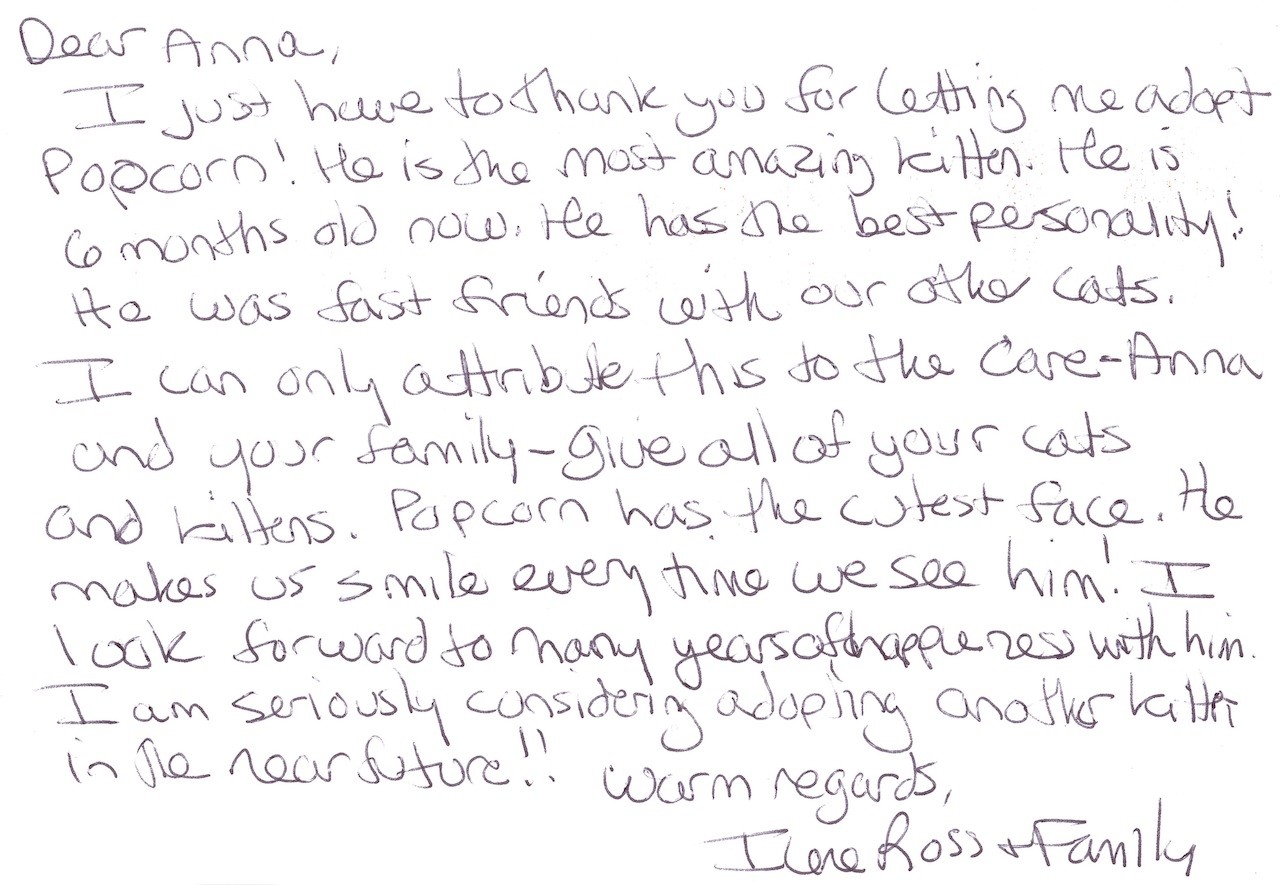 Dear Anna,
I just have to thank you for letting me adopt
Popcorn! He is the most amazing kitten. He is
6 months old now. He has the best personality!
He was fast friends with our other cats.
I can only attribute this to the care-Anna
and your family-give all of your cats
and kittens. Popcorn has the cutest face. He
makes us smile every time we see him! I
look forward to many years of happieness with him.
I am seriously considering adopting another kitten
in the near future!! Warm regards,
Ross + Family